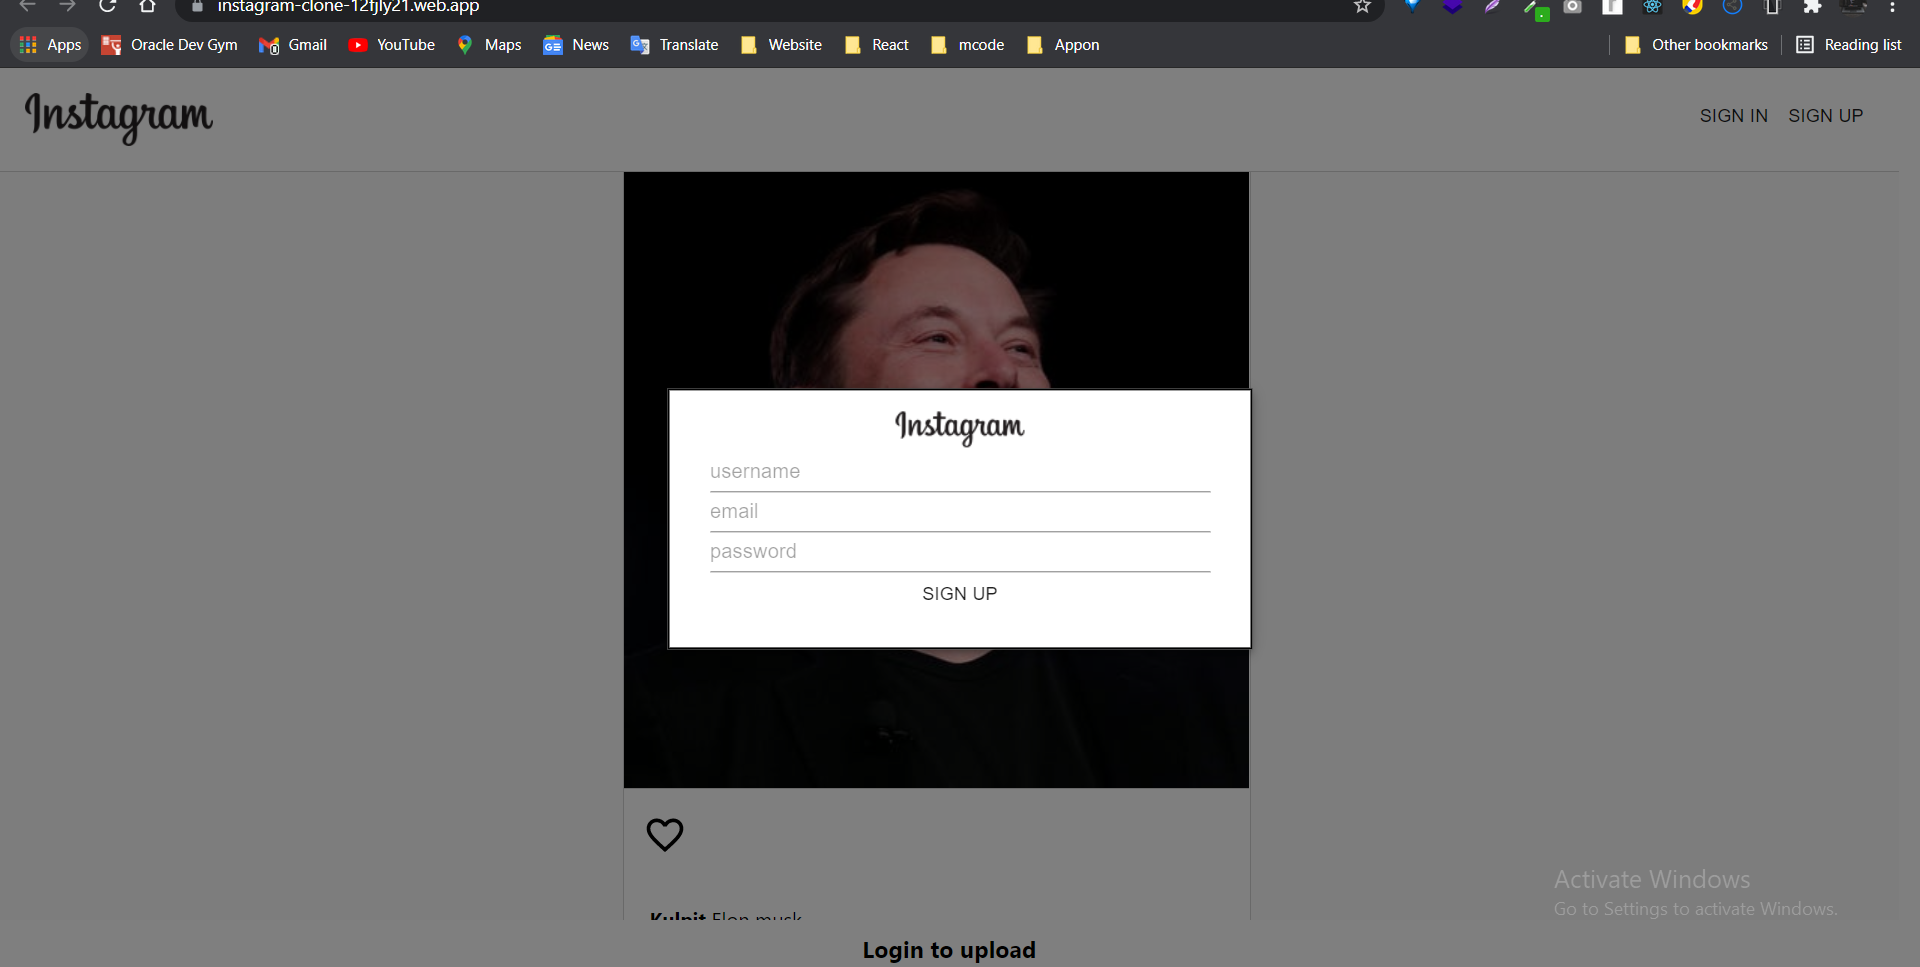 instagram-clone-12fjly21.web.app
Apps Oracle Dev Gym Gmail YouTube Maps News Translate Website React mcode Appon Other bookmarks Reading list
Instagram SIGN IN SIGN UP
Instagram
username
email
password
SIGN UP
Kulpit Elon musk
Activate Windows
Go to Settings to activate Windows.
Login to upload